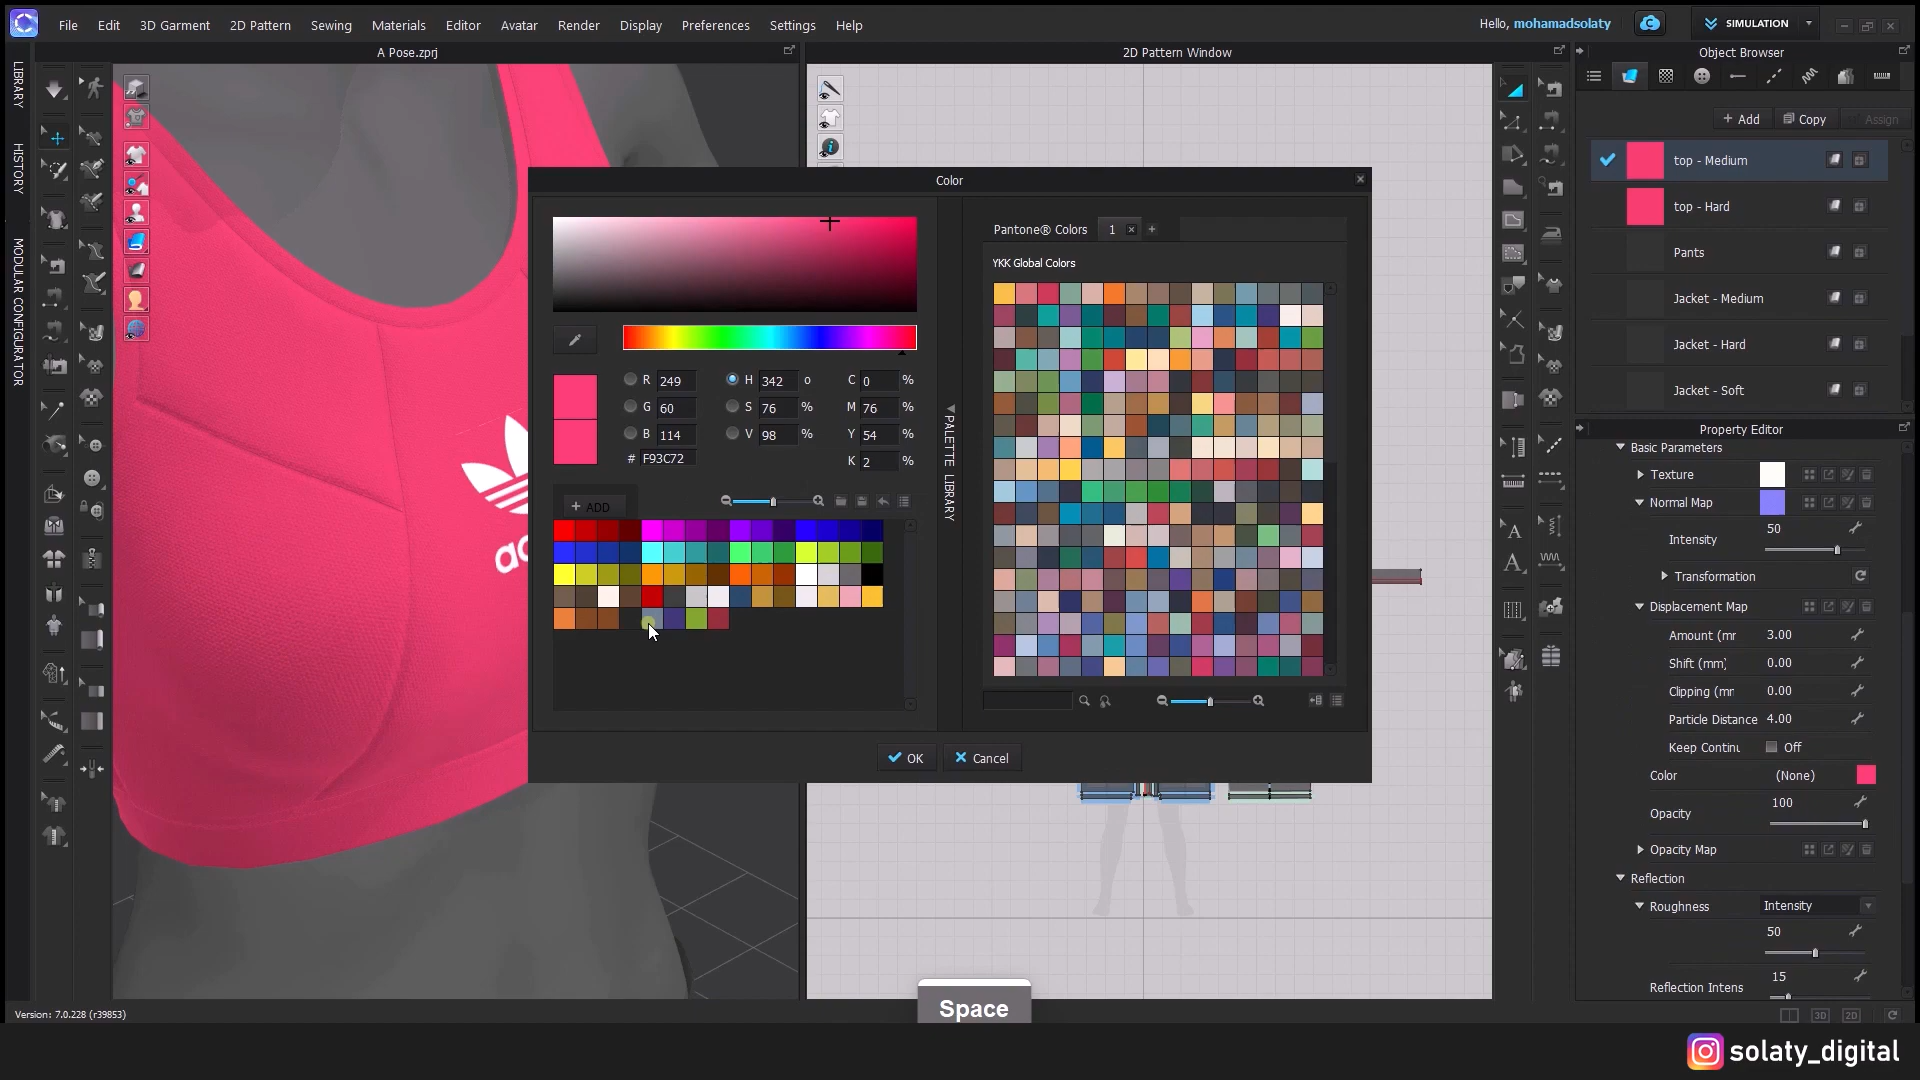 File Edit 3D Garment 2D Pattern Sewing Materials Editor Avatar Render Display Preferences Settings Help
Hello, mohamadsolaty
SIMULATION
A Pose.zprj
2D Pattern Window
Object Browser
LIBRARY
HISTORY
MODULAR CONFIGURATOR
+ Add
Copy
Assign
top - Medium
top - Hard
Pants
Jacket - Medium
Jacket - Hard
Jacket - Soft
Color
Pantone® Colors
1
YKK Global Colors
R 249
H 342 o
C 0 %
G 60
S 76 %
M 76 %
B 114
V 98 %
Y 54 %
# F93C72
K 2 %
+ ADD
PALETTE LIBRARY
OK
Cancel
Property Editor
Basic Parameters
Texture
Normal Map
50
Intensity
Transformation
Displacement Map
Amount (mr 3.00
Shift (mm) 0.00
Clipping (mr 0.00
Particle Distance 4.00
Keep Continu Off
Color (None)
100
Opacity
Opacity Map
Reflection
Roughness Intensity
50
15
Reflection Intens
Space
Version: 7.0.228 (r39853)
3D
2D
solaty_digital